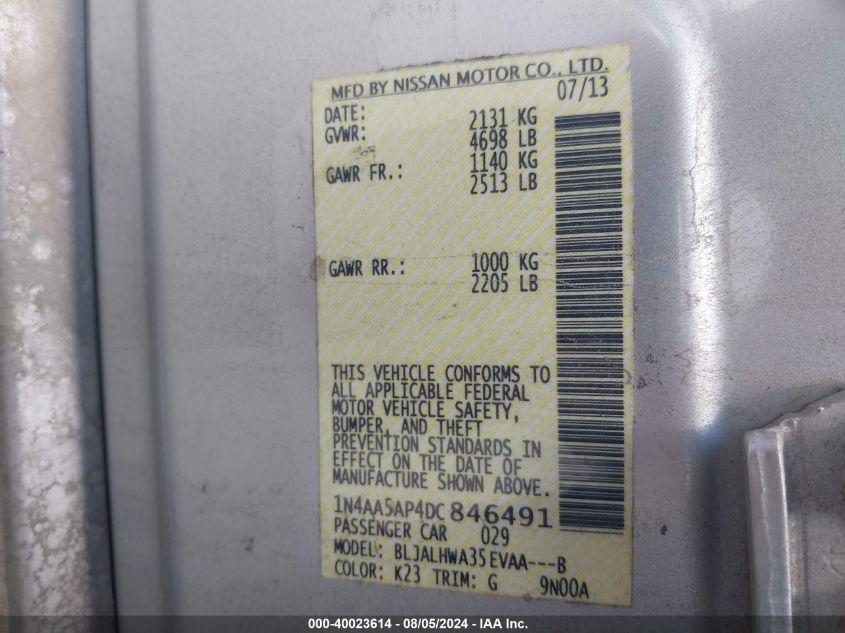 MFD BY NISSAN MOTOR CO., LTD.
DATE: 07/13
GVWR: 2131 KG
4698 LB
GAWR FR.: 1140 KG
2513 LB
GAWR RR.: 1000 KG
2205 LB
THIS VEHICLE CONFORMS TO
ALL APPLICABLE FEDERAL
MOTOR VEHICLE SAFETY,
BUMPER, AND THEFT
PREVENTION STANDARDS IN
EFFECT ON THE DATE OF
MANUFACTURE SHOWN ABOVE.
1N4AA5AP4DC846491
PASSENGER CAR 029
MODEL: BLJALHWA35EVAA---B
COLOR: K23 TRIM: G 9N00A
000-40023614 - 08/05/2024 - IAA Inc.